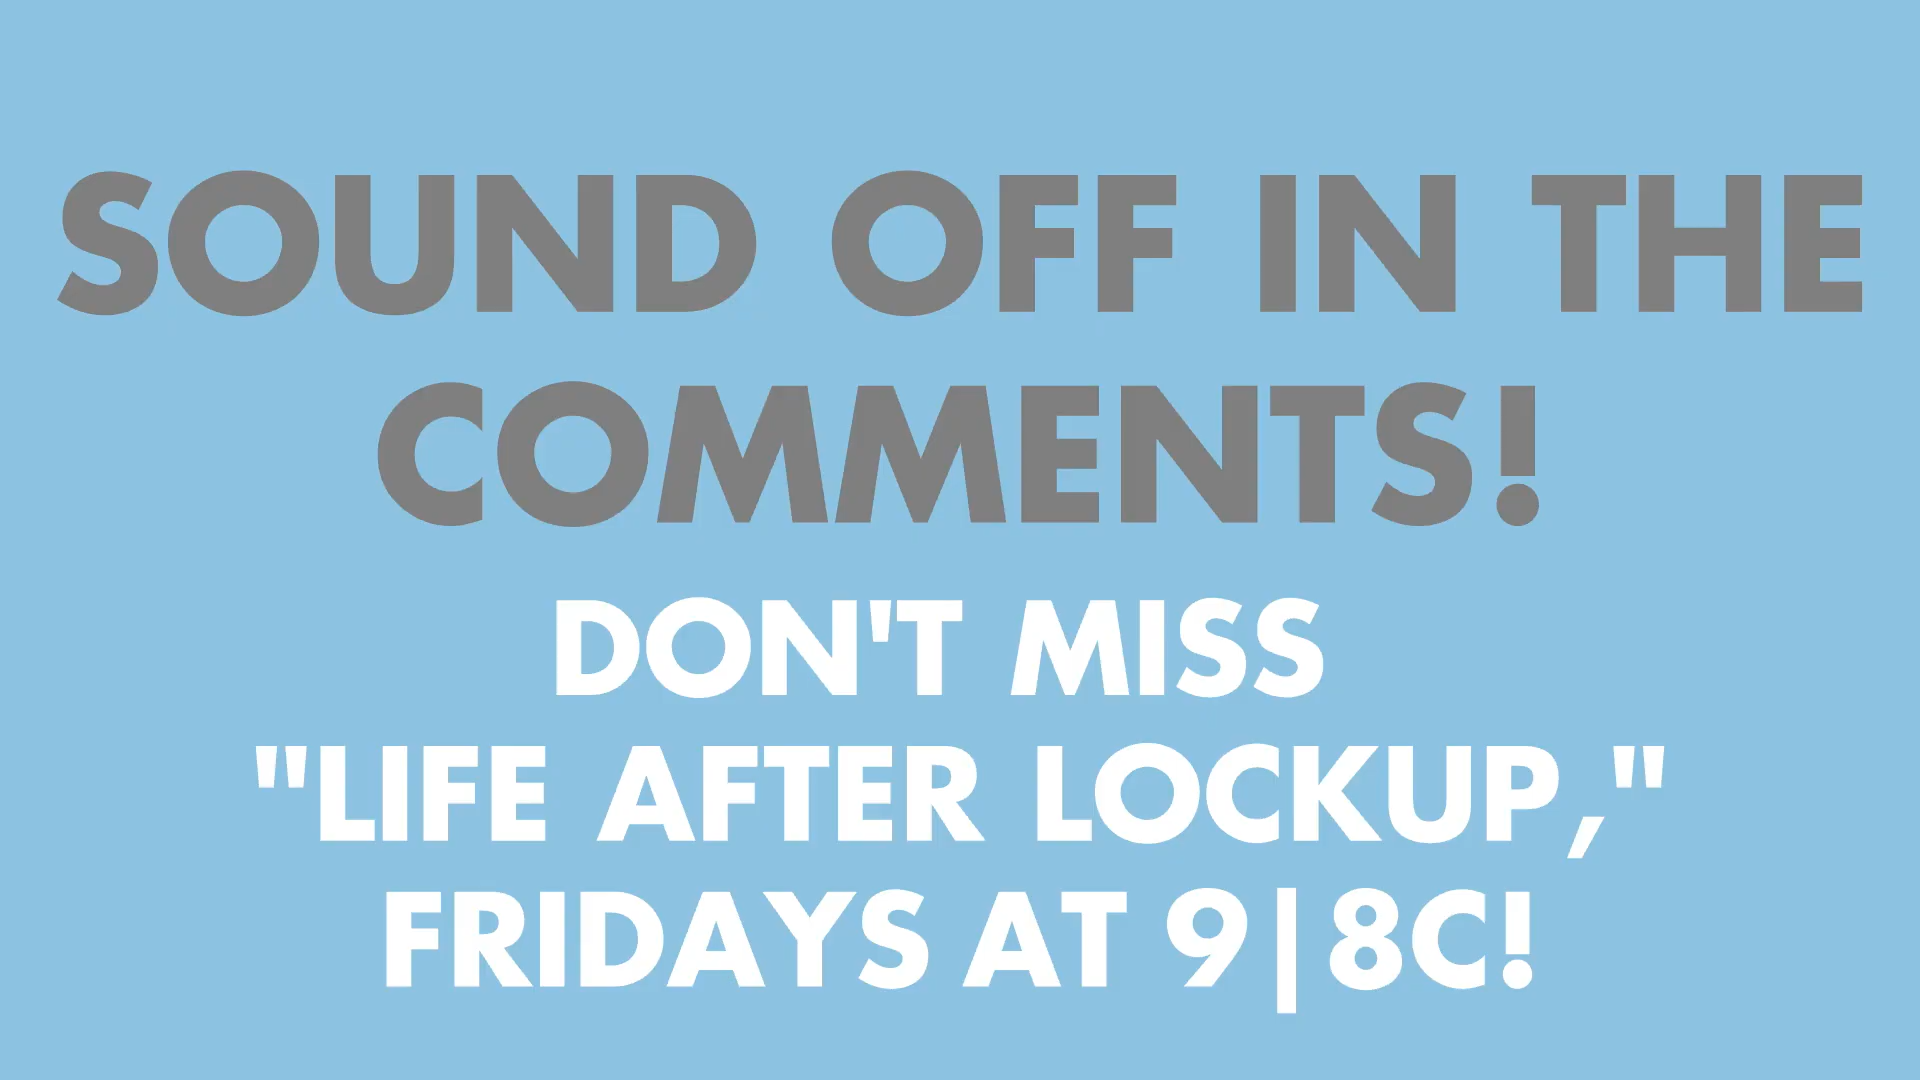 SOUND OFF IN THE
COMMENTS!
DON'T MISS
"LIFE AFTER LOCKUP,"
FRIDAYS AT 9|8C!